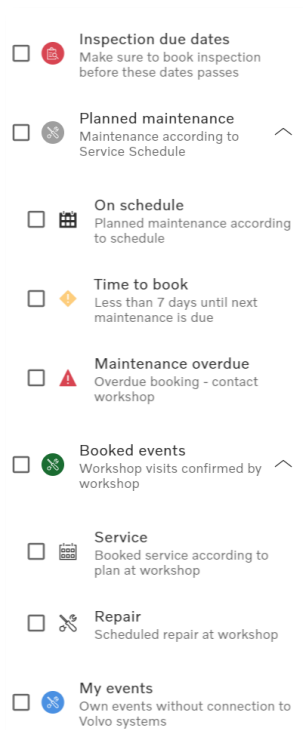 Inspection due dates
Make sure to book inspection
before these dates passes
Planned maintenance
Maintenance according to
Service Schedule
On schedule
Planned maintenance according
to schedule
Time to book
Less than 7 days until next
maintenance is due
Maintenance overdue
Overdue booking - contact
workshop
Booked events
Workshop visits confirmed by
workshop
Service
Booked service according to
plan at workshop
Repair
Scheduled repair at workshop
My events
Own events without connection to
Volvo systems